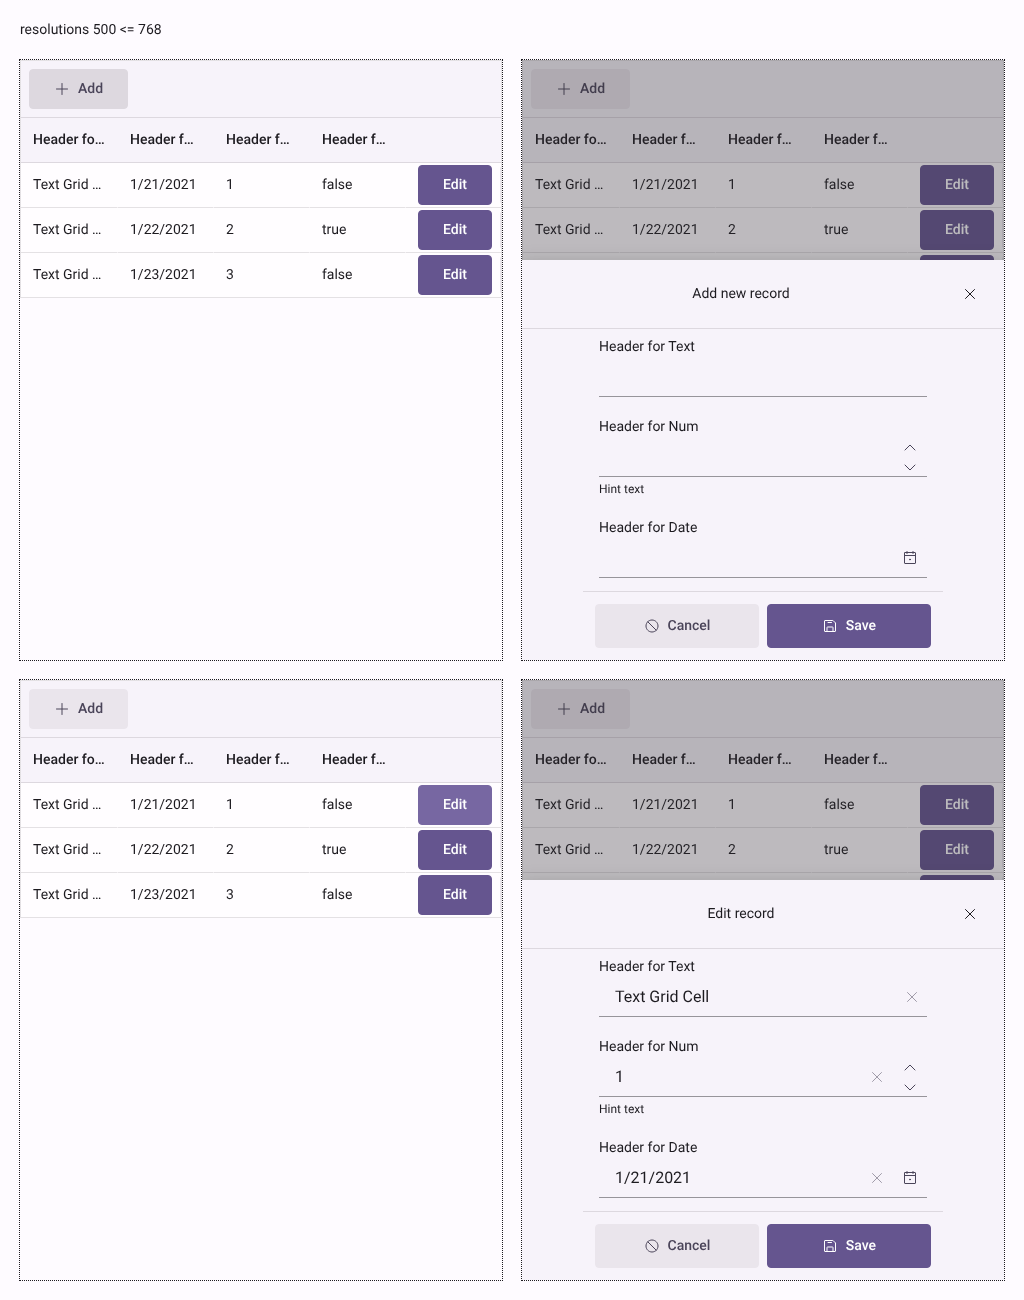 resolutions 500 <= 768
Add
Header fo... Header f... Header f... Header f...
Text Grid ... 1/21/2021 1 false Edit
Text Grid ... 1/22/2021 2 true Edit
Text Grid ... 1/23/2021 3 false Edit
Add
Header fo... Header f... Header f... Header f...
Text Grid ... 1/21/2021 1 false Edit
Text Grid ... 1/22/2021 2 true Edit
Add new record
Header for Text
Header for Num
Hint text
Header for Date
Cancel Save
Add
Header fo... Header f... Header f... Header f...
Text Grid ... 1/21/2021 1 false Edit
Text Grid ... 1/22/2021 2 true Edit
Text Grid ... 1/23/2021 3 false Edit
Add
Header fo... Header f... Header f... Header f...
Text Grid ... 1/21/2021 1 false Edit
Text Grid ... 1/22/2021 2 true Edit
Edit record
Header for Text
Text Grid Cell
Header for Num
1
Hint text
Header for Date
1/21/2021
Cancel Save